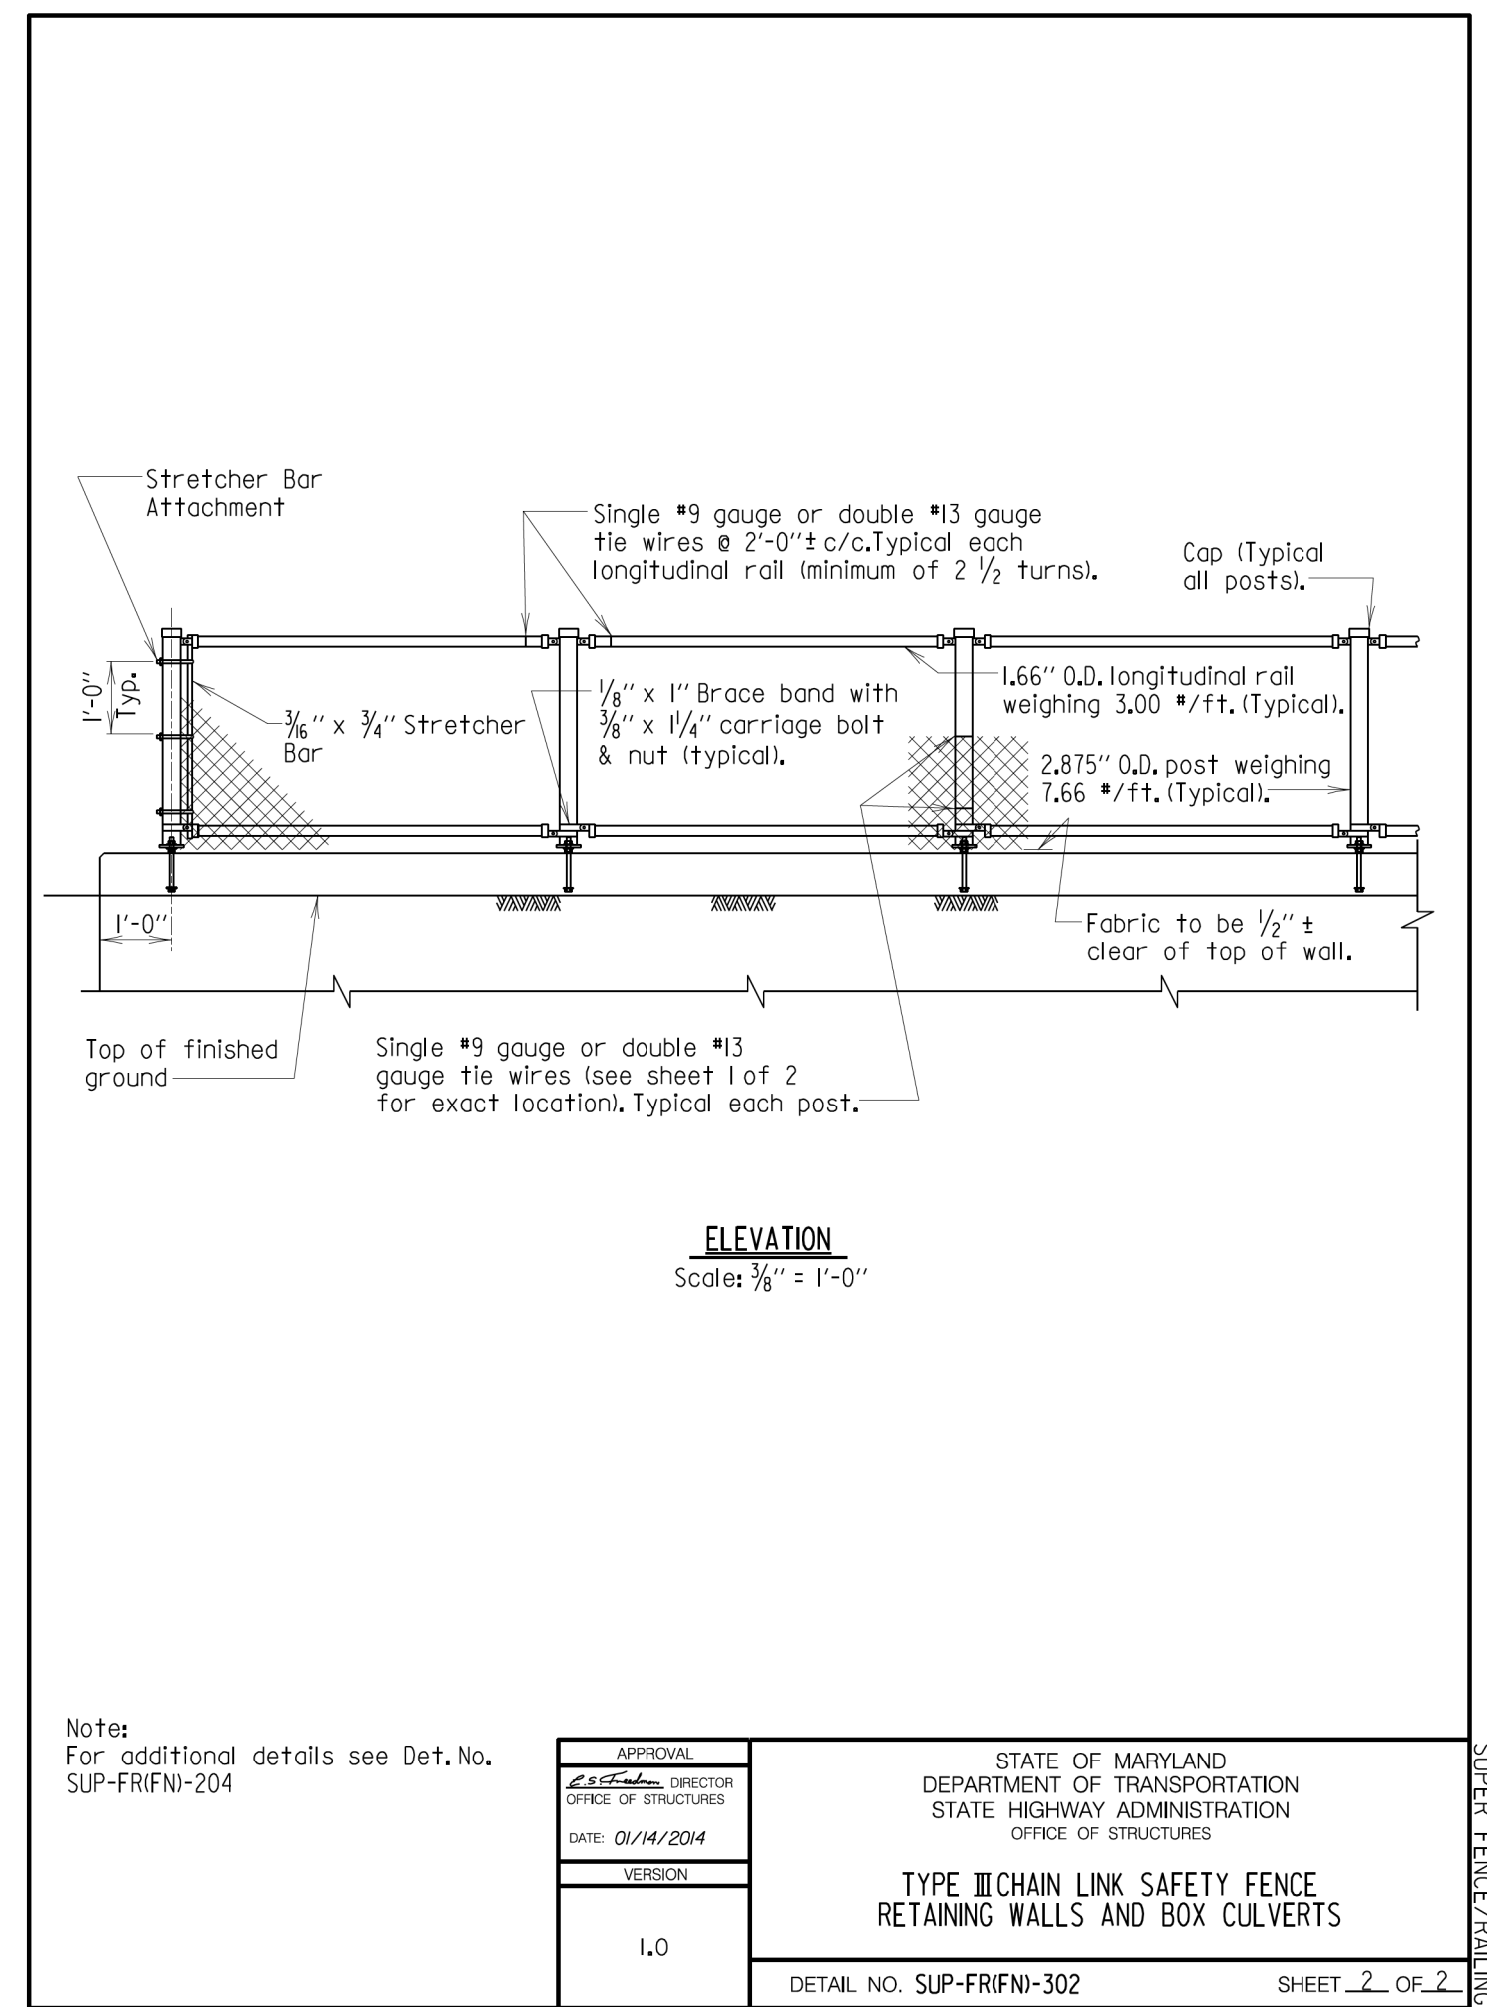 Stretcher Bar
Attachment
Single #9 gauge or double #13 gauge
tie wires @ 2'-0"± c/c. Typical each
longitudinal rail (minimum of 2 1/2 turns).
Cap (Typical
all posts).
1'-0"
Typ.
3/16" x 3/4" Stretcher
Bar
1/8" x 1" Brace band with
3/8" x 1 1/4" carriage bolt
& nut (typical).
1.66" O.D. longitudinal rail
weighing 3.00 #/ft. (Typical).
2.875" O.D. post weighing
7.66 #/ft. (Typical).
1'-0"
Fabric to be 1/2" ±
clear of top of wall.
Top of finished
ground
Single #9 gauge or double #13
gauge tie wires (see sheet 1 of 2
for exact location). Typical each post.
ELEVATION
Scale: 3/8" = 1'-0"
Note:
For additional details see Det. No.
SUP-FR(FN)-204
APPROVAL
E.S. Freedman DIRECTOR
OFFICE OF STRUCTURES
DATE: 01/14/2014
VERSION
1.0
STATE OF MARYLAND
DEPARTMENT OF TRANSPORTATION
STATE HIGHWAY ADMINISTRATION
OFFICE OF STRUCTURES
TYPE III CHAIN LINK SAFETY FENCE
RETAINING WALLS AND BOX CULVERTS
DETAIL NO. SUP-FR(FN)-302
SHEET 2 OF 2
SUPER FENCE/RAILING